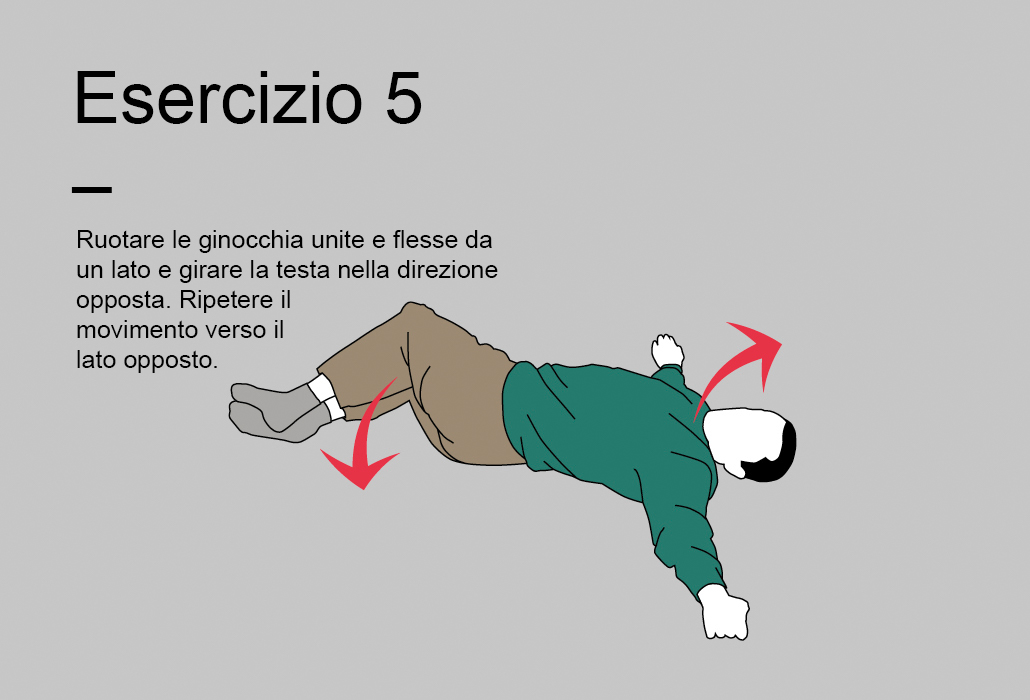 Esercizio 5
Ruotare le ginocchia unite e flesse da
un lato e girare la testa nella direzione
opposta. Ripetere il
movimento verso il
lato opposto.